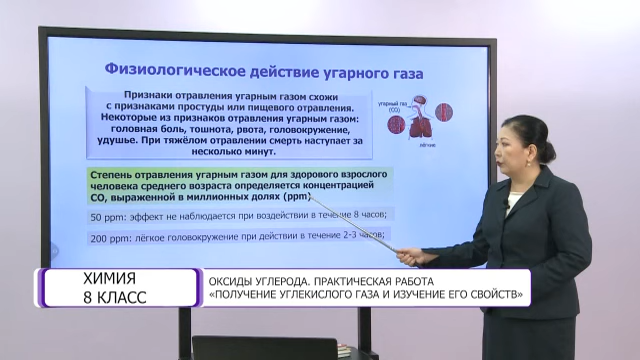 Физиологическое действие угарного газа
Признаки отравления угарным газом схожи
с признаками простуды или пищевого отравления.
Некоторые из признаков отравления угарным газом:
головная боль, тошнота, рвота, головокружение,
удушье. При тяжёлом отравлении смерть наступает за
несколько минут.
угарный газ
(CO)
лёгкие
Степень отравления угарным газом для здорового взрослого
человека среднего возраста определяется концентрацией
СО, выраженной в миллионных долях (ppm)
50 ppm: эффект не наблюдается при воздействии в течение 8 часов;
200 ppm: лёгкое головокружение при действии в течение 2-3 часов;
ХИМИЯ
8 КЛАСС
ОКСИДЫ УГЛЕРОДА. ПРАКТИЧЕСКАЯ РАБОТА
«ПОЛУЧЕНИЕ УГЛЕКИСЛОГО ГАЗА И ИЗУЧЕНИЕ ЕГО СВОЙСТВ»